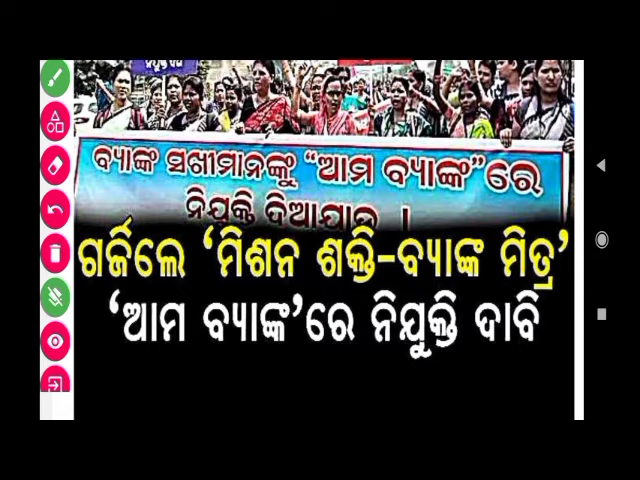 ବ୍ୟାଙ୍କ ସଖୀମାନଙ୍କୁ “ଆମ ବ୍ୟାଙ୍କ”ରେ
ନିଯୁକ୍ତି ଦିଆଯାଉ ।
ଗର୍ଜିଲେ ‘ମିଶନ ଶକ୍ତି-ବ୍ୟାଙ୍କ ମିତ୍ର’
‘ଆମ ବ୍ୟାଙ୍କ’ରେ ନିଯୁକ୍ତି ଦାବି